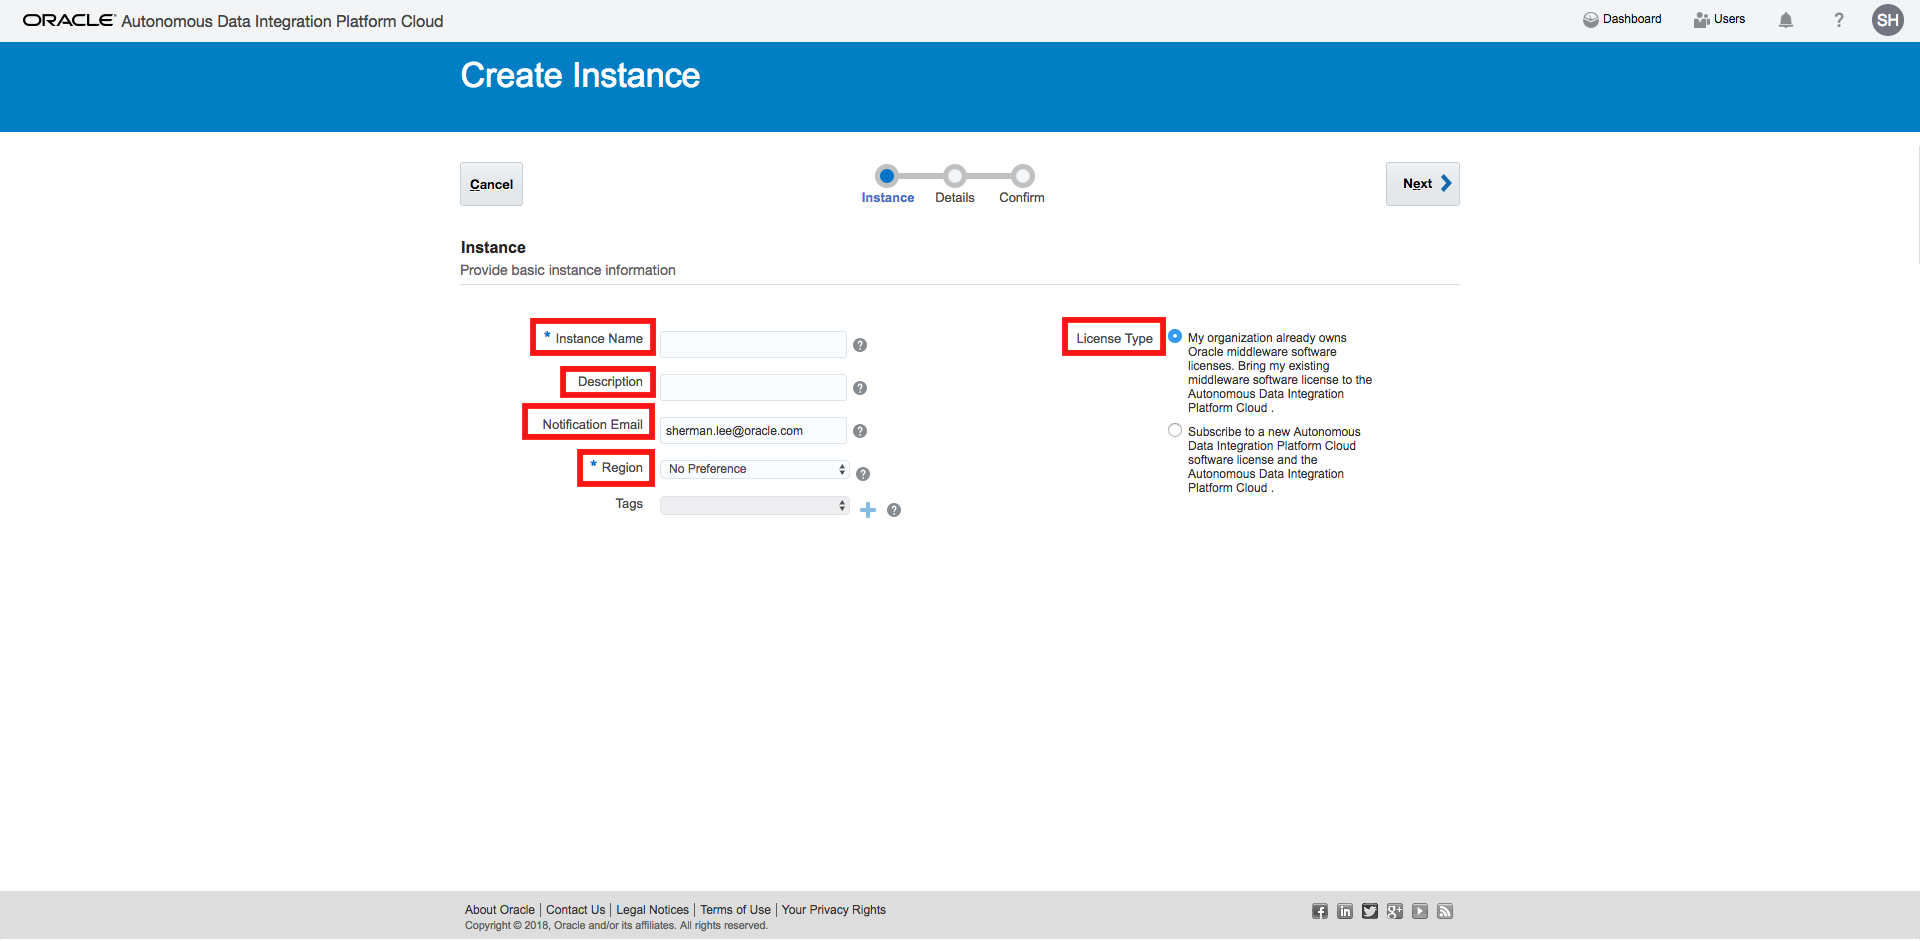 ORACLE® Autonomous Data Integration Platform Cloud
Dashboard
Users
?
SH
Create Instance
Cancel
Instance
Details
Confirm
Next
Instance
Provide basic instance information
* Instance Name
?
Description
?
Notification Email
sherman.lee@oracle.com
?
* Region
No Preference
?
Tags
?
License Type
My organization already owns
Oracle middleware software
licenses. Bring my existing
middleware software license to the
Autonomous Data Integration
Platform Cloud .
Subscribe to a new Autonomous
Data Integration Platform Cloud
software license and the
Autonomous Data Integration
Platform Cloud .
About Oracle | Contact Us | Legal Notices | Terms of Use | Your Privacy Rights
Copyright © 2018, Oracle and/or its affiliates. All rights reserved.
f
in
g+